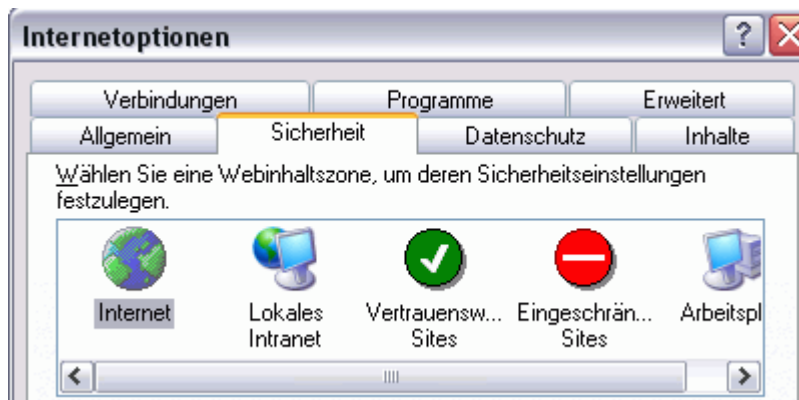 Internetoptionen
Verbindungen Programme Erweitert
Allgemein Sicherheit Datenschutz Inhalte
Wählen Sie eine Webinhaltszone, um deren Sicherheitseinstellungen
festzulegen.
Internet Lokales Vertrauensw... Eingeschrän... Arbeitspl
Intranet Sites Sites